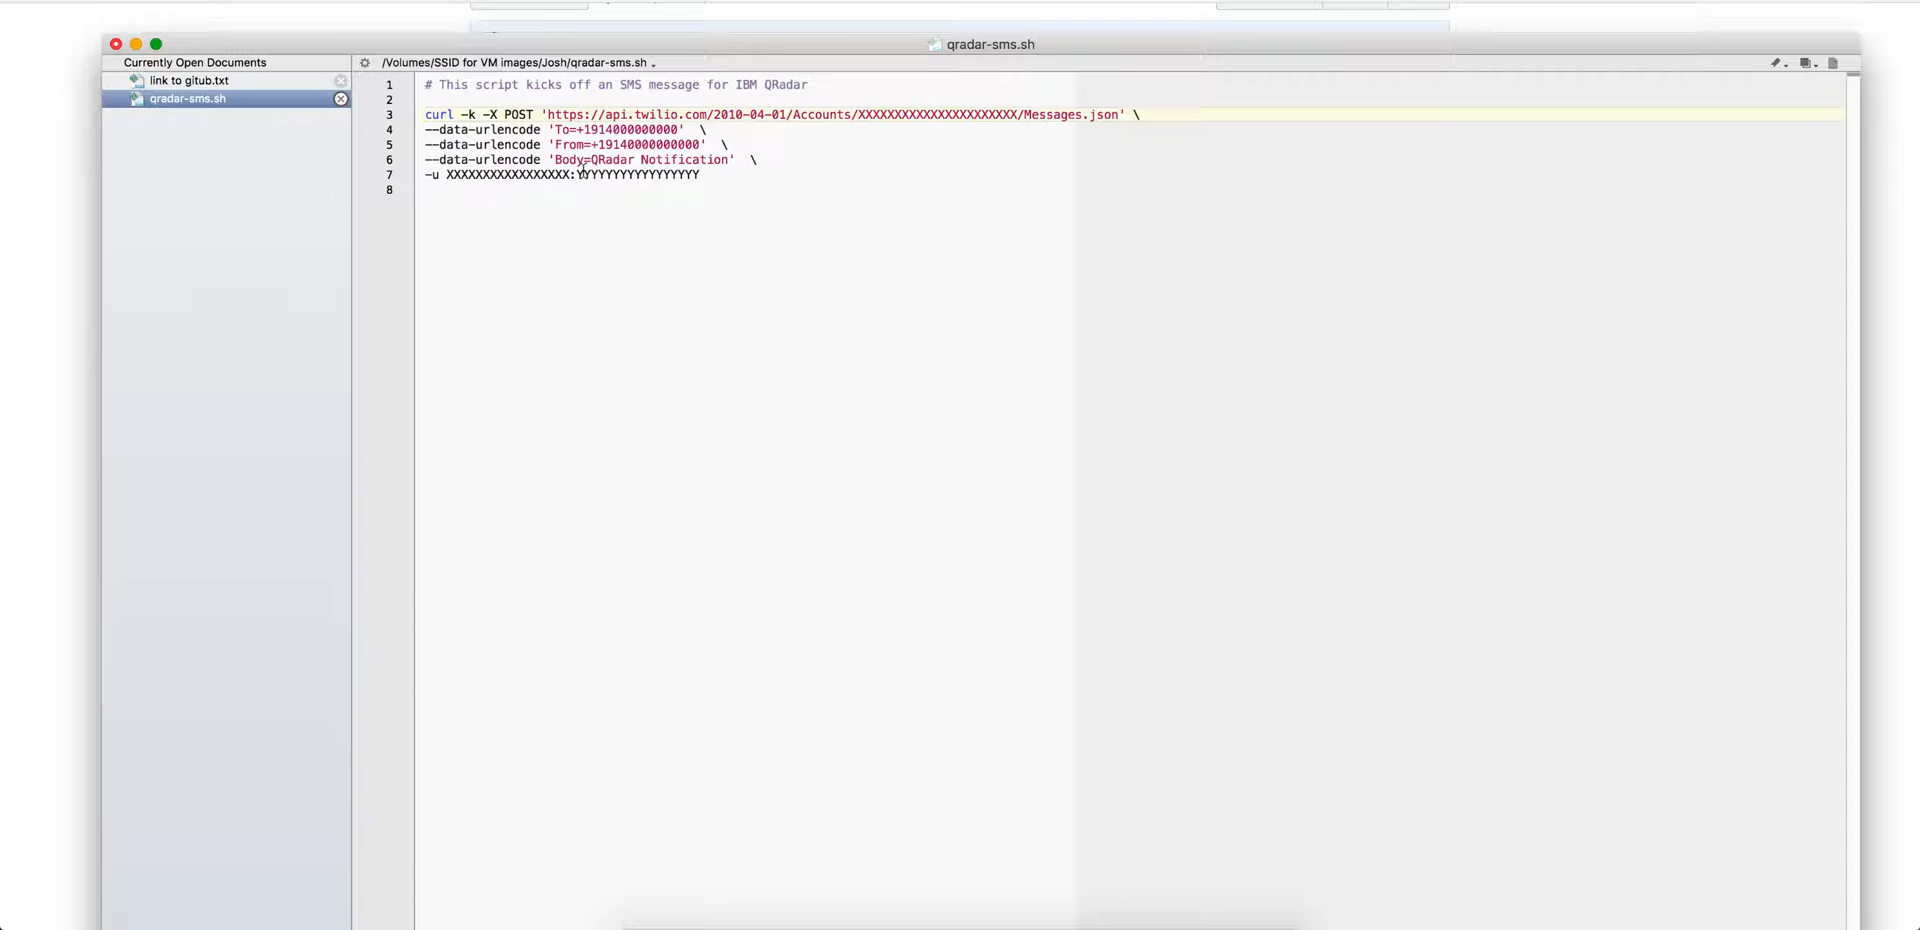 qradar-sms.sh
Currently Open Documents
/Volumes/SSID for VM images/Josh/qradar-sms.sh
link to gitub.txt
qradar-sms.sh
1 # This script kicks off an SMS message for IBM QRadar
2
3 curl -k -X POST 'https://api.twilio.com/2010-04-01/Accounts/XXXXXXXXXXXXXXXXXXXXXX/Messages.json' \
4 --data-urlencode 'To=+1914000000000' \
5 --data-urlencode 'From=+19140000000000' \
6 --data-urlencode 'Body=QRadar Notification' \
7 -u XXXXXXXXXXXXXXXXX:YYYYYYYYYYYYYYYYY
8